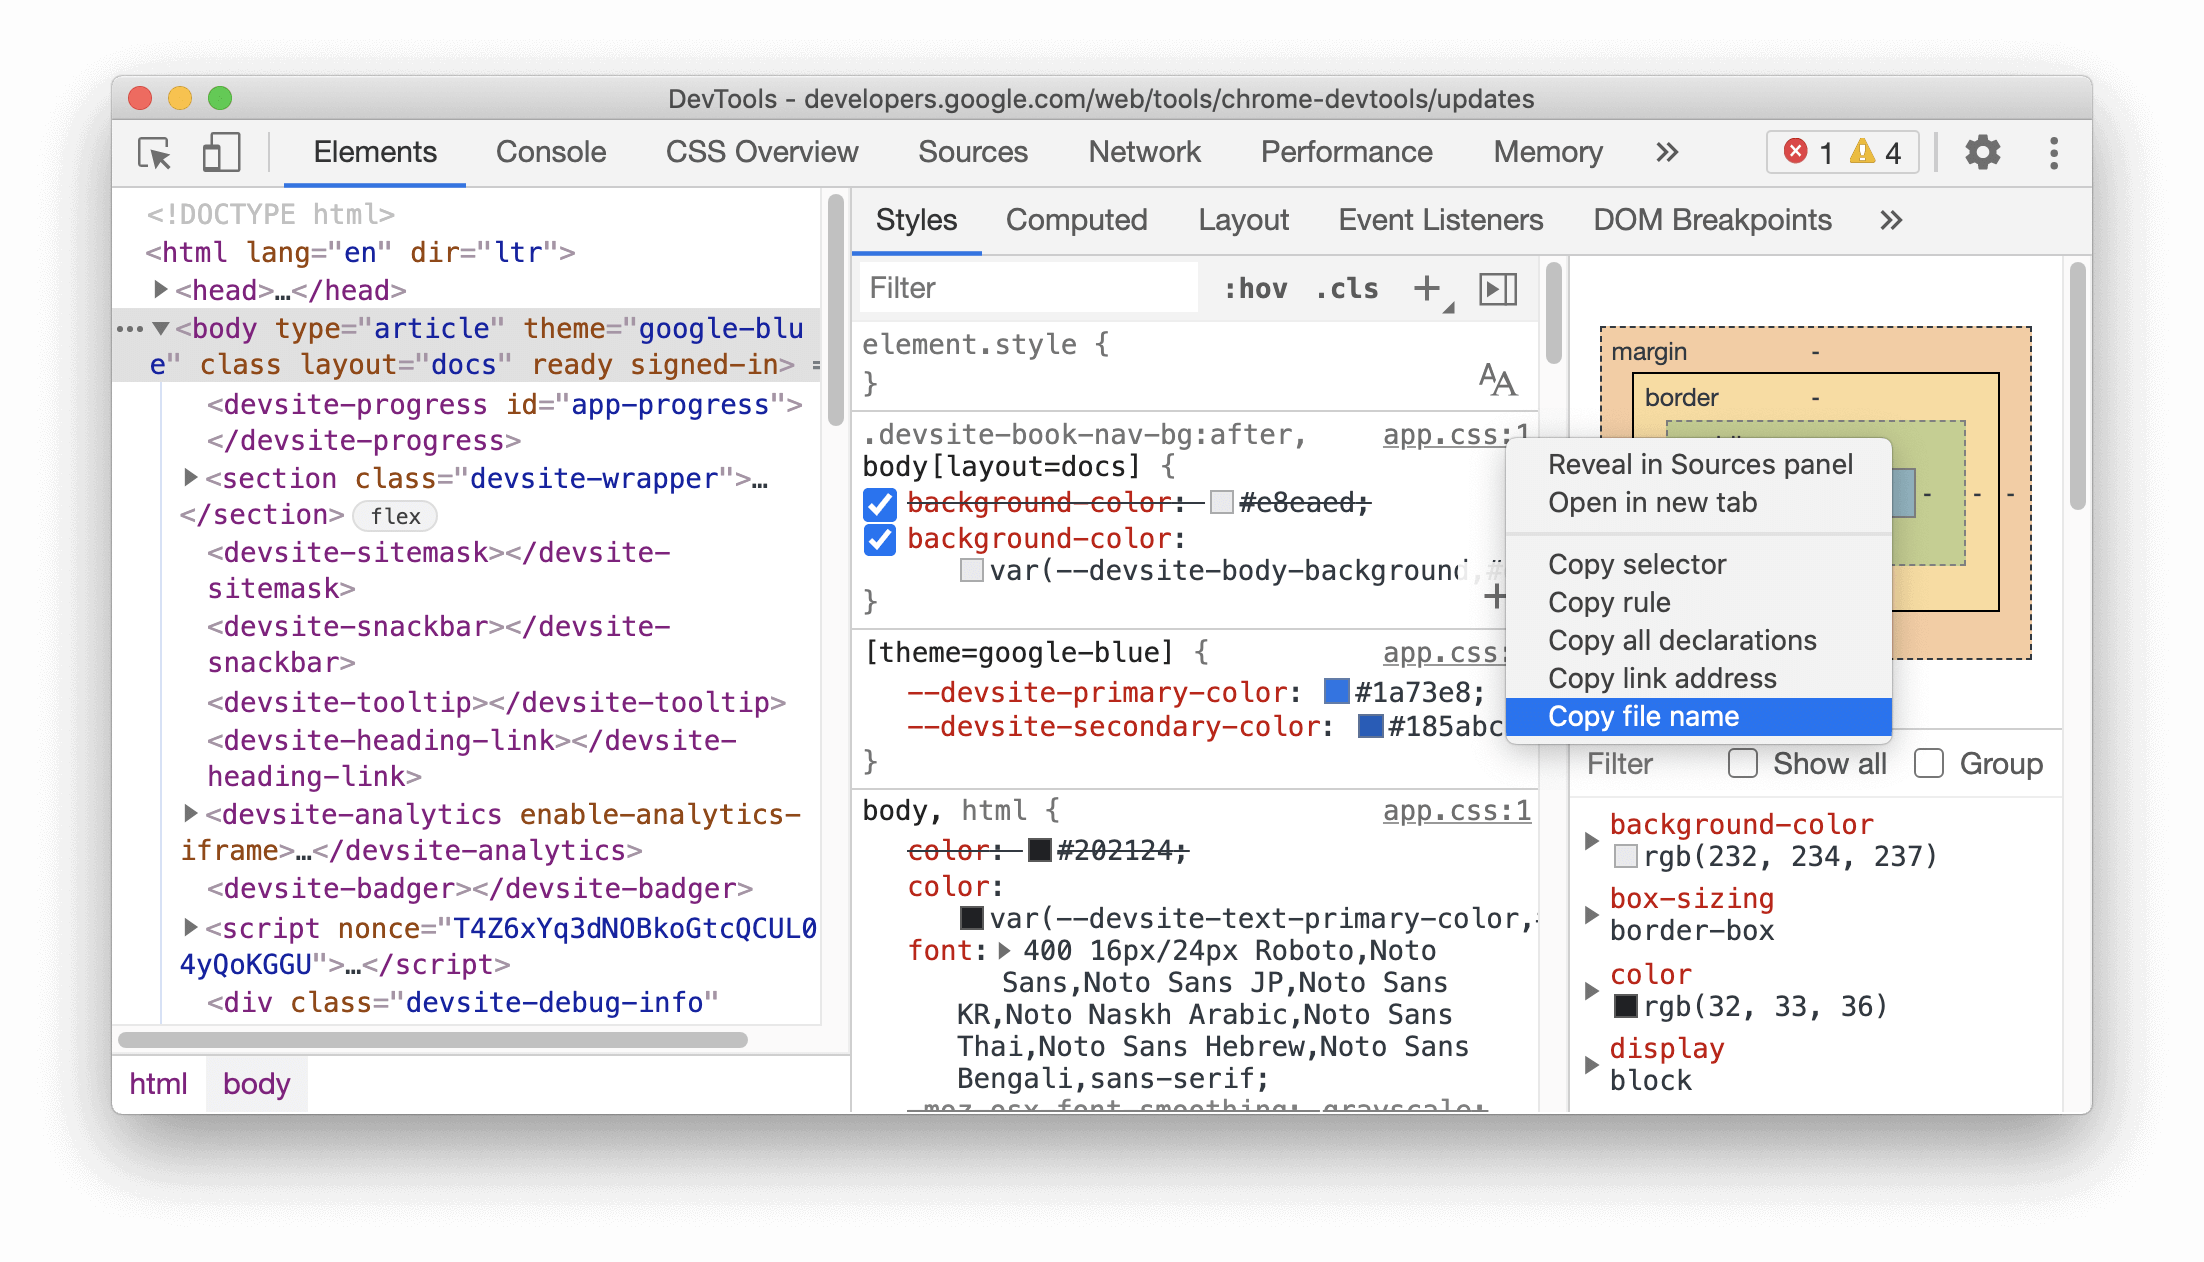 DevTools - developers.google.com/web/tools/chrome-devtools/updates
Elements Console CSS Overview Sources Network Performance Memory » 1 4
<!DOCTYPE html>
<html lang="en" dir="ltr">
<head>…</head>
<body type="article" theme="google-blu
e" class layout="docs" ready signed-in> =
<devsite-progress id="app-progress">
</devsite-progress>
<section class="devsite-wrapper">…
</section> flex
<devsite-sitemask></devsite-
sitemask>
<devsite-snackbar></devsite-
snackbar>
<devsite-tooltip></devsite-tooltip>
<devsite-heading-link></devsite-
heading-link>
<devsite-analytics enable-analytics-
iframe>…</devsite-analytics>
<devsite-badger></devsite-badger>
<script nonce="T4Z6xYq3dNOBkoGtcQCUL0
4yQoKGGU">…</script>
<div class="devsite-debug-info"
html body
Styles Computed Layout Event Listeners DOM Breakpoints »
Filter :hov .cls +
element.style {
}
.devsite-book-nav-bg:after, app.css:1
body[layout=docs] {
background-color: #e8eaed;
background-color:
var(--devsite-body-background,#
}
[theme=google-blue] { app.css:
--devsite-primary-color: #1a73e8;
--devsite-secondary-color: #185abc
}
body, html { app.css:1
color: #202124;
color:
var(--devsite-text-primary-color,
font: 400 16px/24px Roboto,Noto
Sans,Noto Sans JP,Noto Sans
KR,Noto Naskh Arabic,Noto Sans
Thai,Noto Sans Hebrew,Noto Sans
Bengali,sans-serif;
-moz-osx-font-smoothing: grayscale;
margin -
border -
- - -
Reveal in Sources panel
Open in new tab
Copy selector
Copy rule
Copy all declarations
Copy link address
Copy file name
Filter Show all Group
background-color
rgb(232, 234, 237)
box-sizing
border-box
color
rgb(32, 33, 36)
display
block